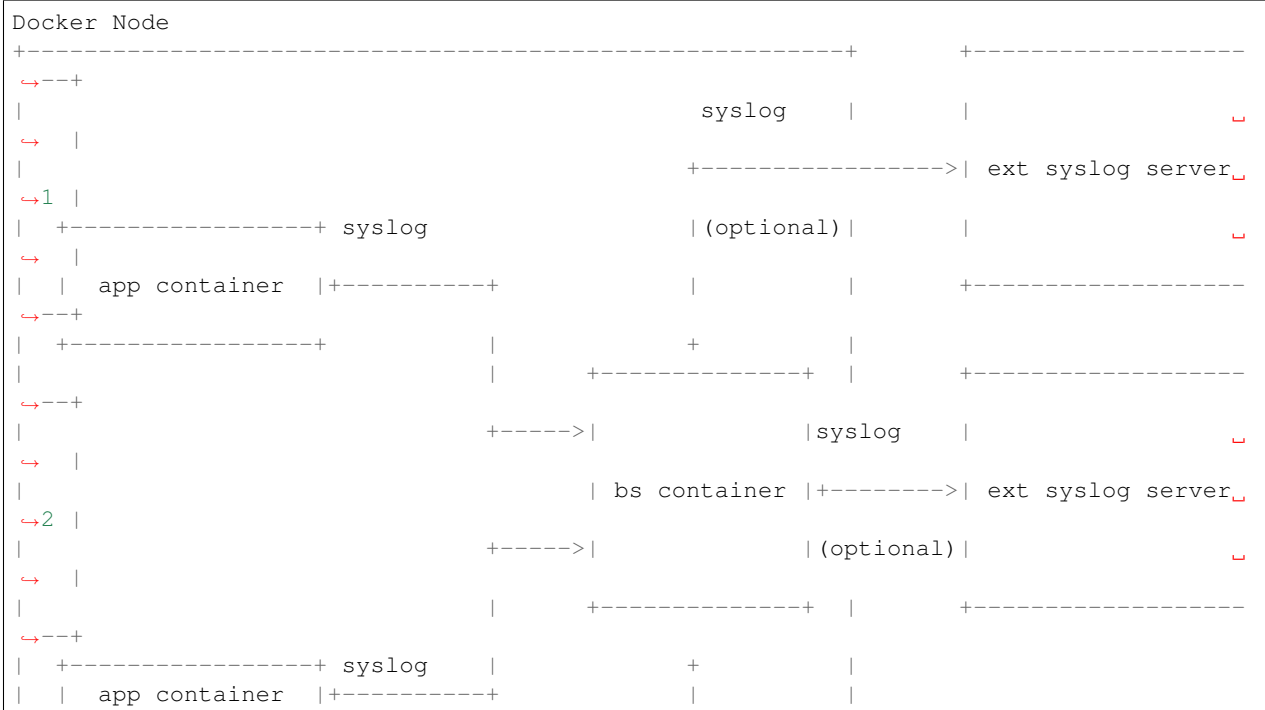 Docker Node
+----------------------------------------------------------+       +-------------------
↪--+
|                                                syslog    |       |                   ␣
↪  |
|                                               +----------------->| ext syslog server␣
↪1 |
|  +-----------------+ syslog                   |(optional)|       |                   ␣
↪  |
|  |  app container  |+----------+              |          |       +-------------------
↪--+
|  +-----------------+           |              +          |
|                                |      +--------------+  |       +-------------------
↪--+
|                                +----->|              |syslog    |                   ␣
↪  |
|                                       | bs container |+-------->| ext syslog server␣
↪2 |
|                                +----->|              |(optional)|                   ␣
↪  |
|                                |      +--------------+  |       +-------------------
↪--+
|  +-----------------+ syslog    |              +          |
|  |  app container  |+----------+              |          |